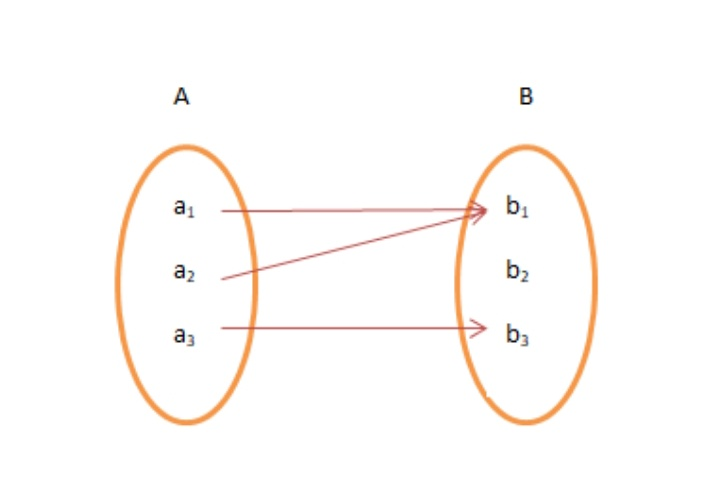 A B
a₁ b₁
a₂ b₂
a₃ b₃